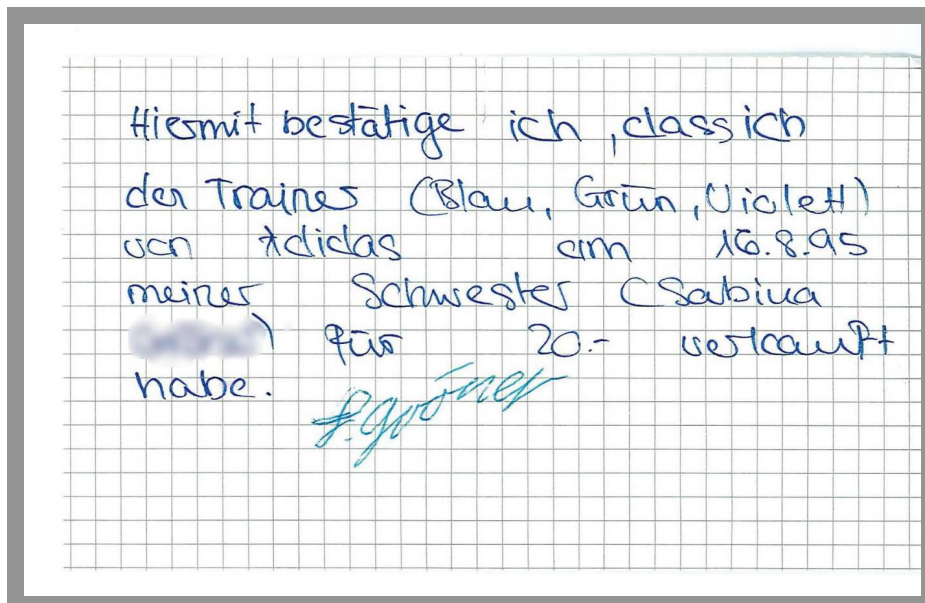 Hiermit bestätige ich, dass ich
den Trainer (Blau, Grün, Violett)
von Adidas am 16.8.95
meiner Schwester (Sabina
) für 20.- verkauft
habe.